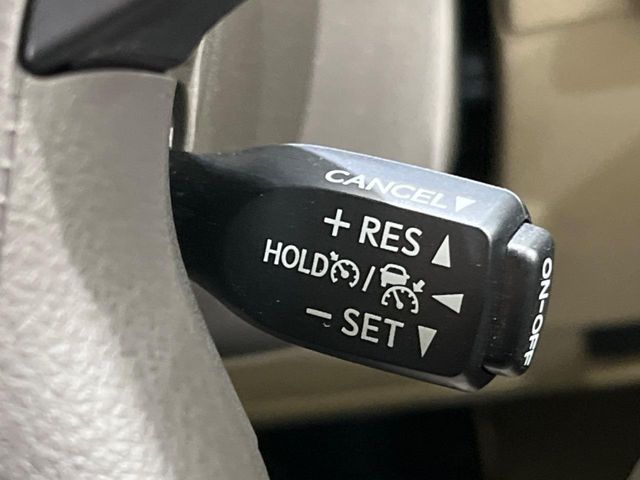 CANCEL▼
+ RES ▲
HOLD / ◀
− SET ▼
ON-OFF